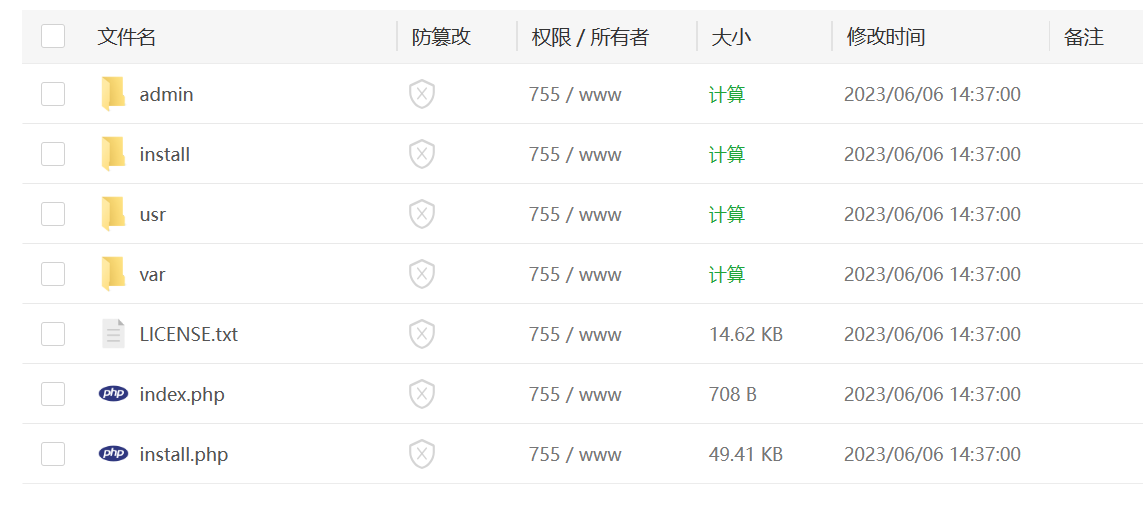 文件名 防篡改 权限 / 所有者 大小 修改时间 备注
admin 755 / www 计算 2023/06/06 14:37:00
install 755 / www 计算 2023/06/06 14:37:00
usr 755 / www 计算 2023/06/06 14:37:00
var 755 / www 计算 2023/06/06 14:37:00
LICENSE.txt 755 / www 14.62 KB 2023/06/06 14:37:00
php index.php 755 / www 708 B 2023/06/06 14:37:00
php install.php 755 / www 49.41 KB 2023/06/06 14:37:00